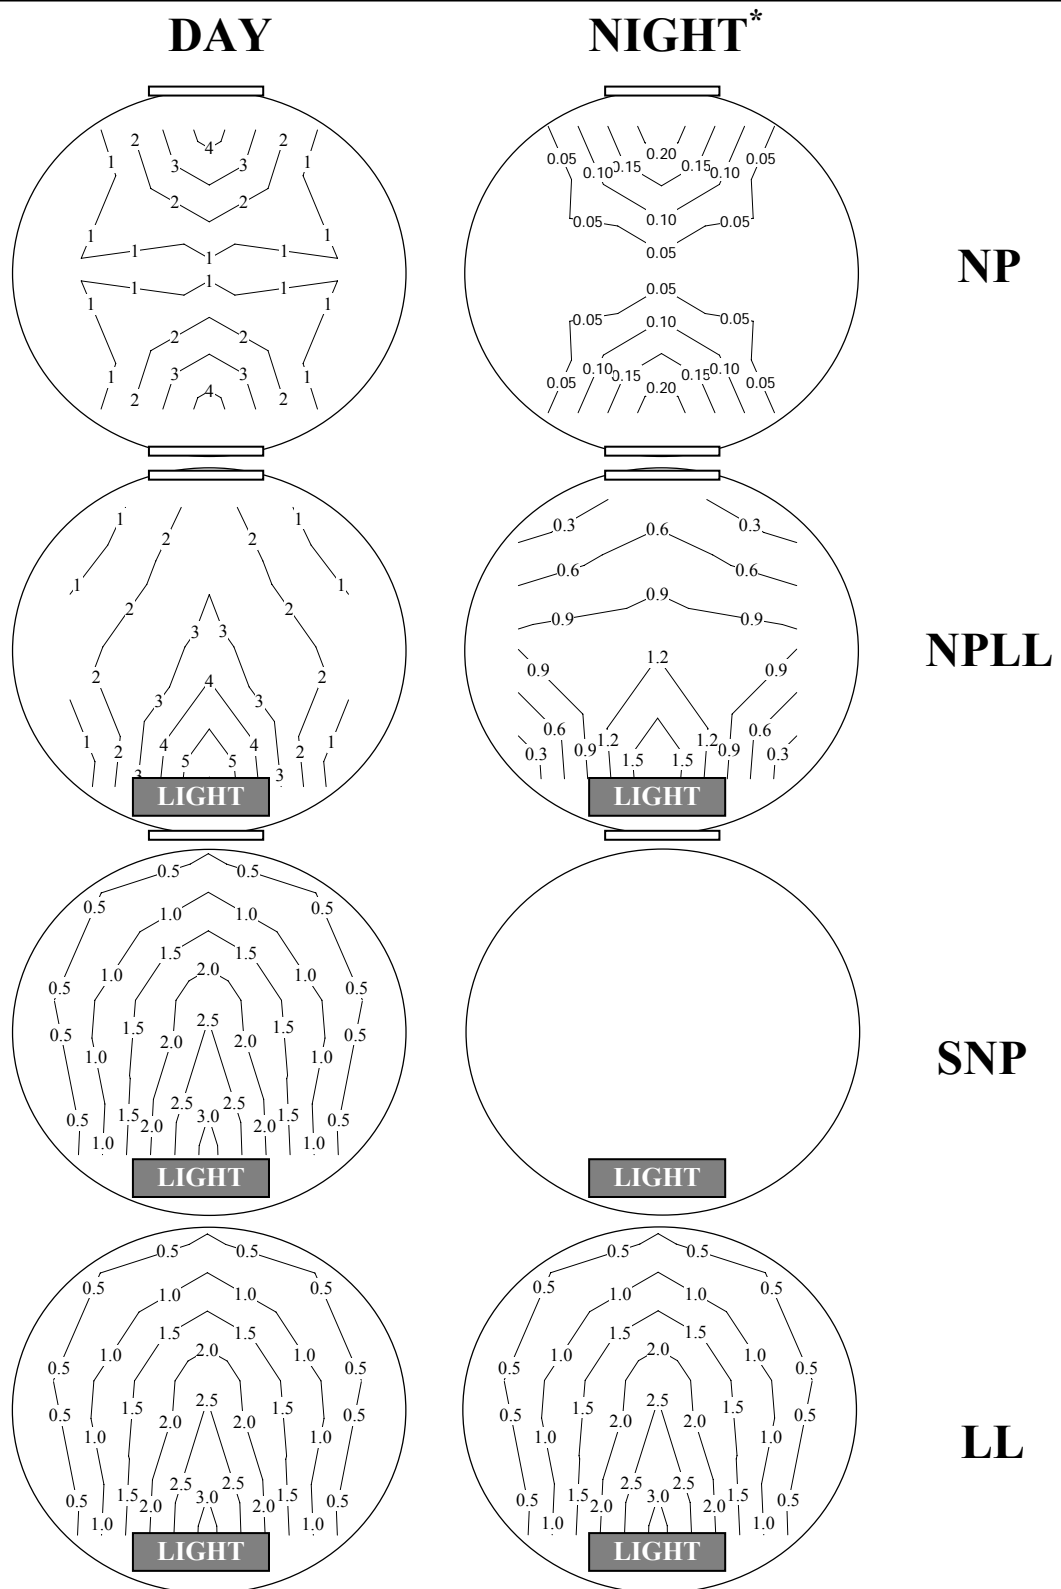 DAY NIGHT*
4 0.20
2 2 3 3 1 1 0.05 0.10 0.15 0.15 0.10 0.05
2 2 0.10
1 1 0.05 0.05
1 1 1 0.05
NP
1 1 1 0.05
1 1 0.05 0.10 0.05
2 2
1 3 3 1 0.05 0.10 0.15 0.20 0.15 0.10 0.05
2 4 2
1 1 0.3 0.6 0.3
2 2
1 1 0.6 0.6
2 2 0.9 0.9 0.9
3 3
NPLL
2 4 2 0.9 1.2 0.9
3 3
1 2 4 4 2 1 0.6 1.2 1.2 0.6
3 5 5 3 0.3 0.9 1.5 1.5 0.9 0.3
LIGHT LIGHT
0.5 0.5
0.5 1.0 1.0 0.5
1.5 1.5
1.0 2.0 1.0
0.5 0.5
0.5 1.5 2.5 1.5 0.5
1.0 2.0 2.0 1.0
SNP
0.5 1.5 2.5 3.0 2.5 1.5 0.5
1.0 2.0 2.0 1.0
LIGHT LIGHT
0.5 0.5 0.5 0.5
0.5 1.0 1.0 0.5 0.5 1.0 1.0 0.5
1.5 1.5 1.5 1.5
1.0 2.0 1.0 1.0 2.0 1.0
0.5 0.5 0.5 0.5
0.5 1.5 2.5 1.5 0.5 0.5 1.5 2.5 1.5 0.5
1.0 2.0 2.0 1.0 1.0 2.0 2.0 1.0
LL
2.5 2.5 2.5 2.5
0.5 1.5 2.0 3.0 2.0 1.5 0.5 0.5 1.5 2.0 3.0 2.0 1.5 0.5
1.0 1.0 1.0 1.0
LIGHT LIGHT